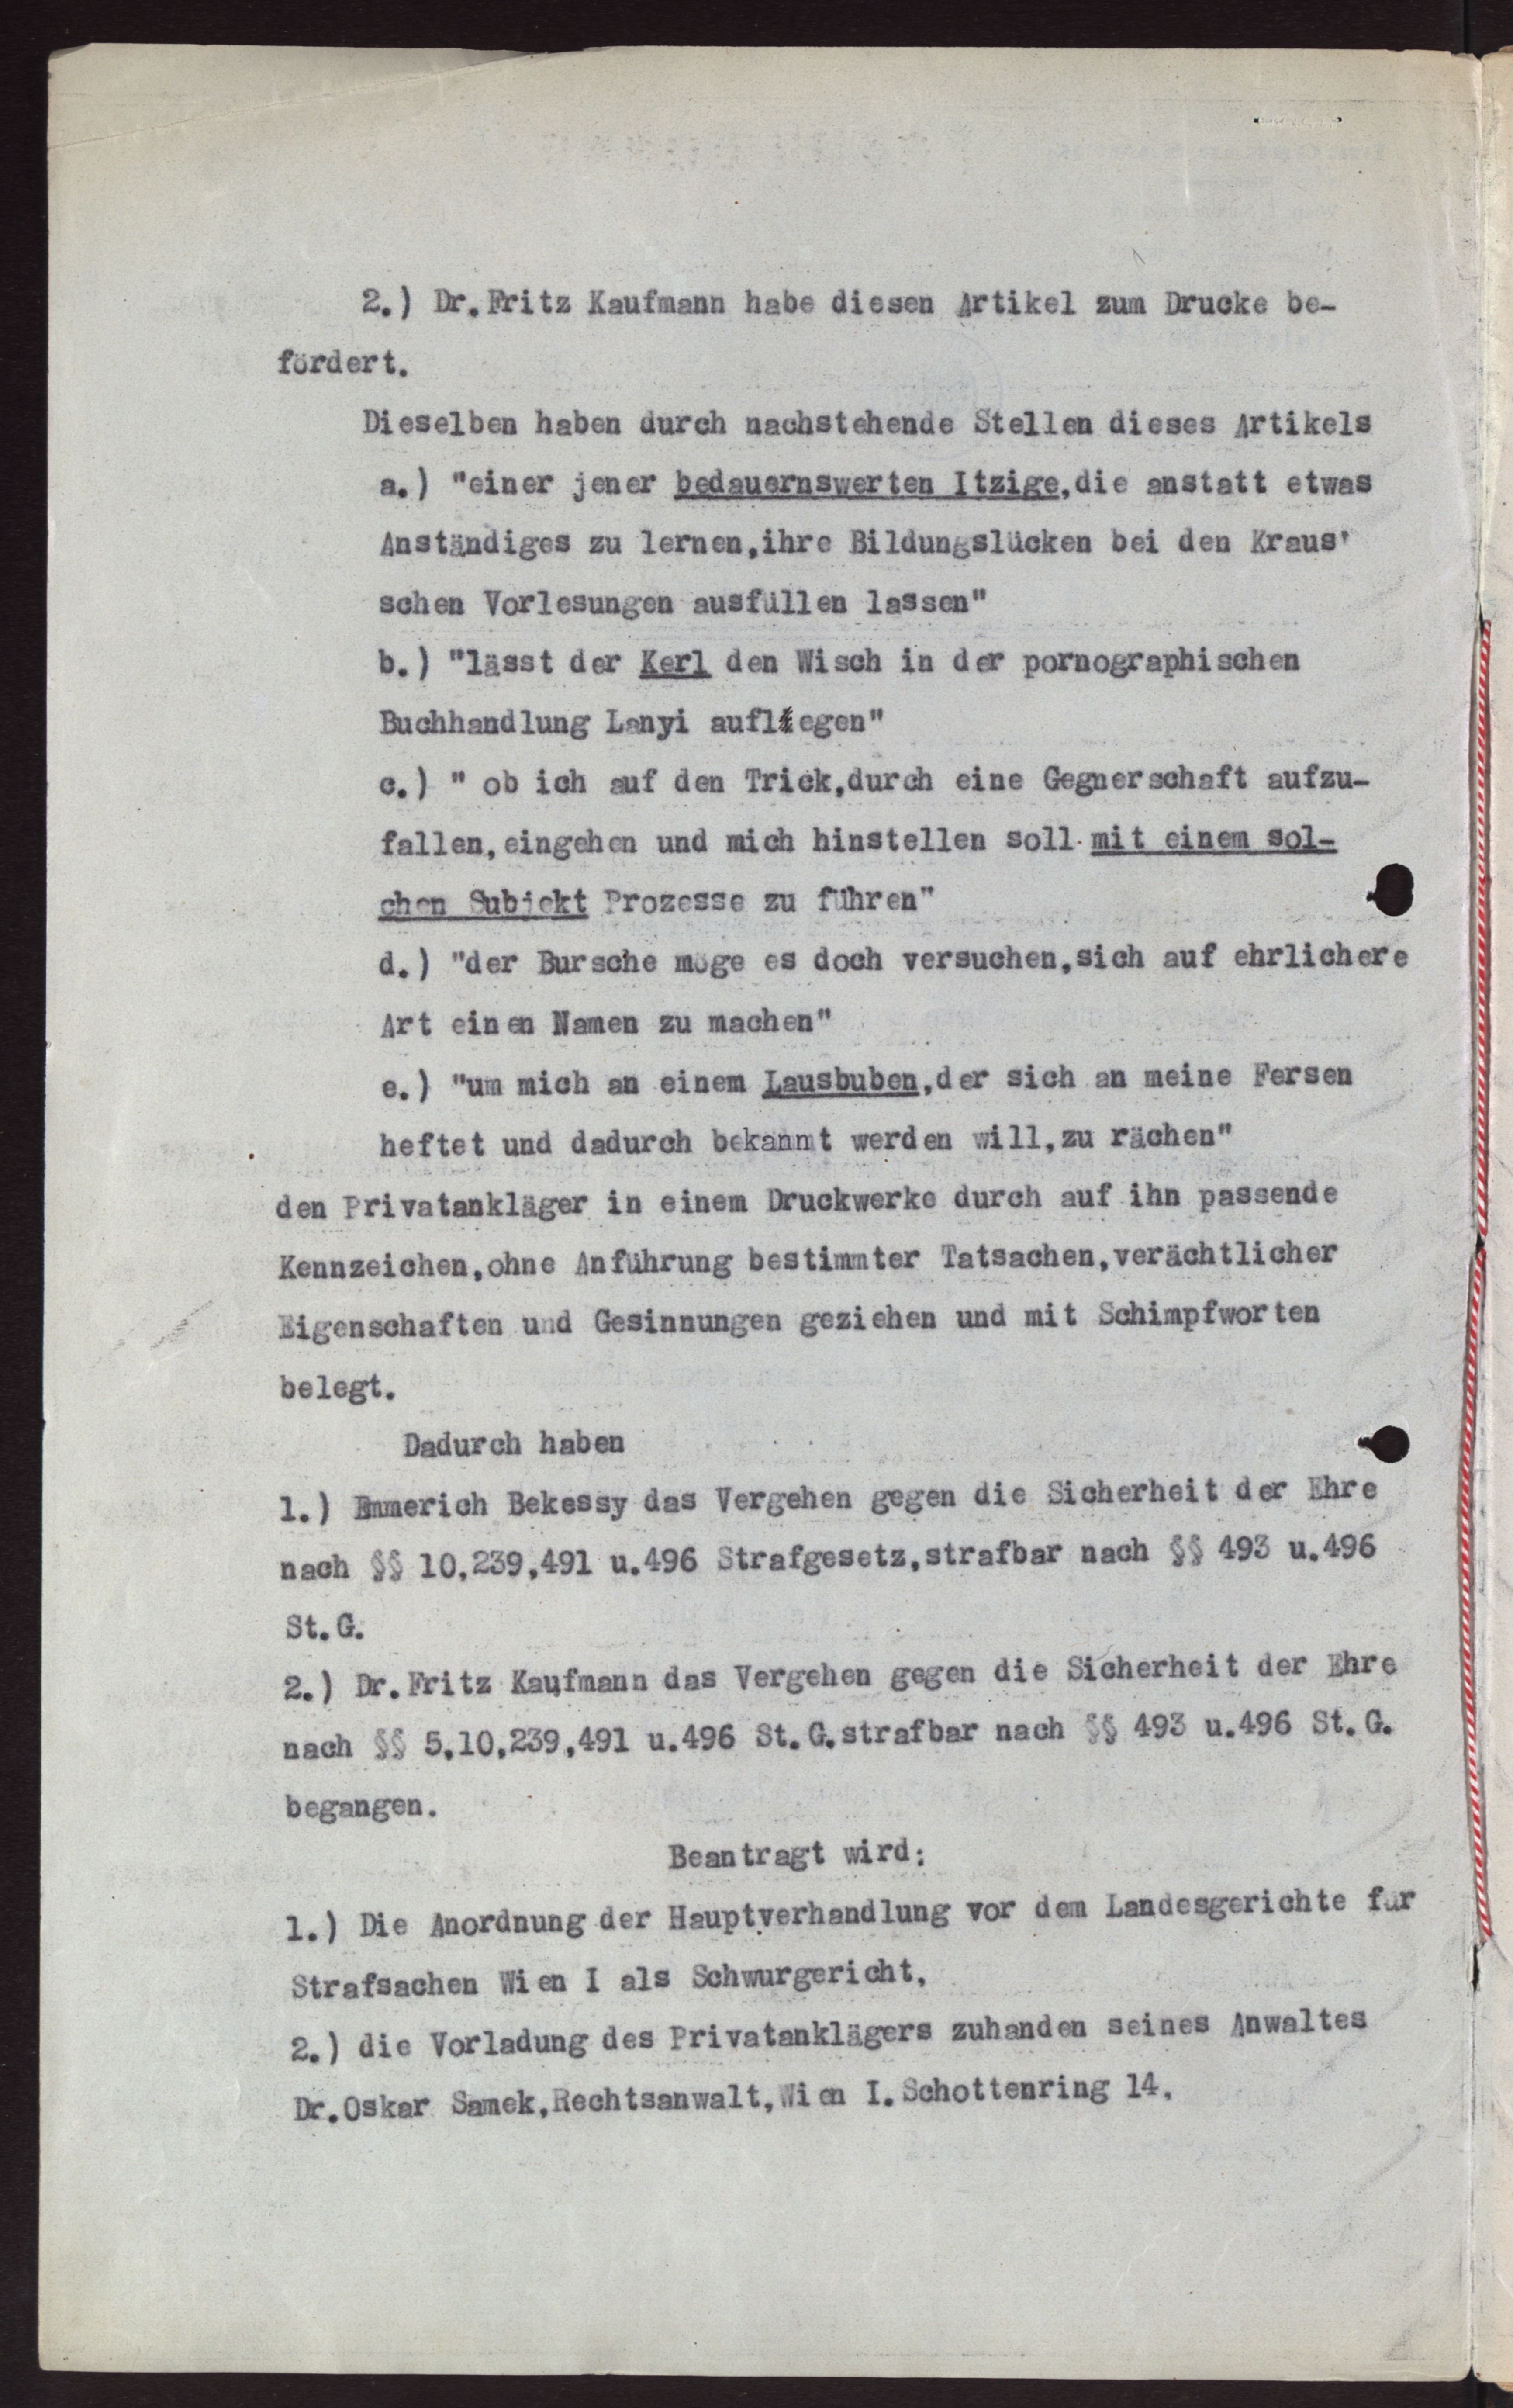 2.) Dr.Fritz Kaufmann habe diesen Artikel zum Drucke be-
fördert.
Dieselben haben durch nachstehende Stellen dieses Artikels
a.) "einer jener bedauernswerten Itzige,die anstatt etwas
Anständiges zu lernen,ihre Bildungslücken bei den Kraus'
schen Vorlesungen ausfüllen lassen"
b.) "lässt der Kerl den Wisch in der pornographischen
Buchhandlung Lanyi aufliegen"
c.) " ob ich auf den Trick,durch eine Gegnerschaft aufzu-
fallen,eingehen und mich hinstellen soll mit einem sol-
chen Subjekt Prozesse zu führen"
d.) "der Bursche möge es doch versuchen,sich auf ehrlichere
Art einen Namen zu machen"
e.) "um mich an einem Lausbuben,der sich an meine Fersen
heftet und dadurch bekannt werden will,zu rächen"
den Privatankläger in einem Druckwerke durch auf ihn passende
Kennzeichen,ohne Anführung bestimmter Tatsachen,verächtlicher
Eigenschaften und Gesinnungen geziehen und mit Schimpfworten
belegt.
Dadurch haben
1.) Emmerich Bekessy das Vergehen gegen die Sicherheit der Ehre
nach §§ 10,239,491 u.496 Strafgesetz,strafbar nach §§ 493 u.496
St.G.
2.) Dr.Fritz Kaufmann das Vergehen gegen die Sicherheit der Ehre
nach §§ 5,10,239,491 u.496 St.G.strafbar nach §§ 493 u.496 St.G.
begangen.
Beantragt wird:
1.) Die Anordnung der Hauptverhandlung vor dem Landesgerichte für
Strafsachen Wien I als Schwurgericht,
2.) die Vorladung des Privatanklägers zuhanden seines Anwaltes
Dr.Oskar Samek,Rechtsanwalt,Wien I.Schottenring 14,